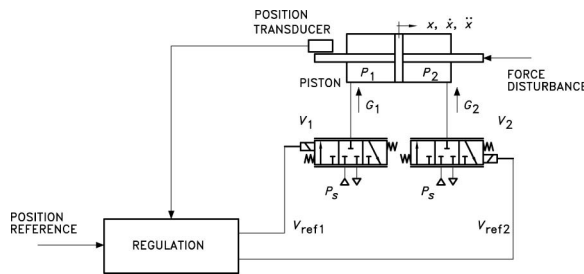 POSITION
TRANSDUCER
x, ẋ, ẍ
P1
P2
PISTON
FORCE
DISTURBANCE
G1
G2
V1
V2
Ps
Ps
POSITION
REFERENCE
REGULATION
Vref1
Vref2